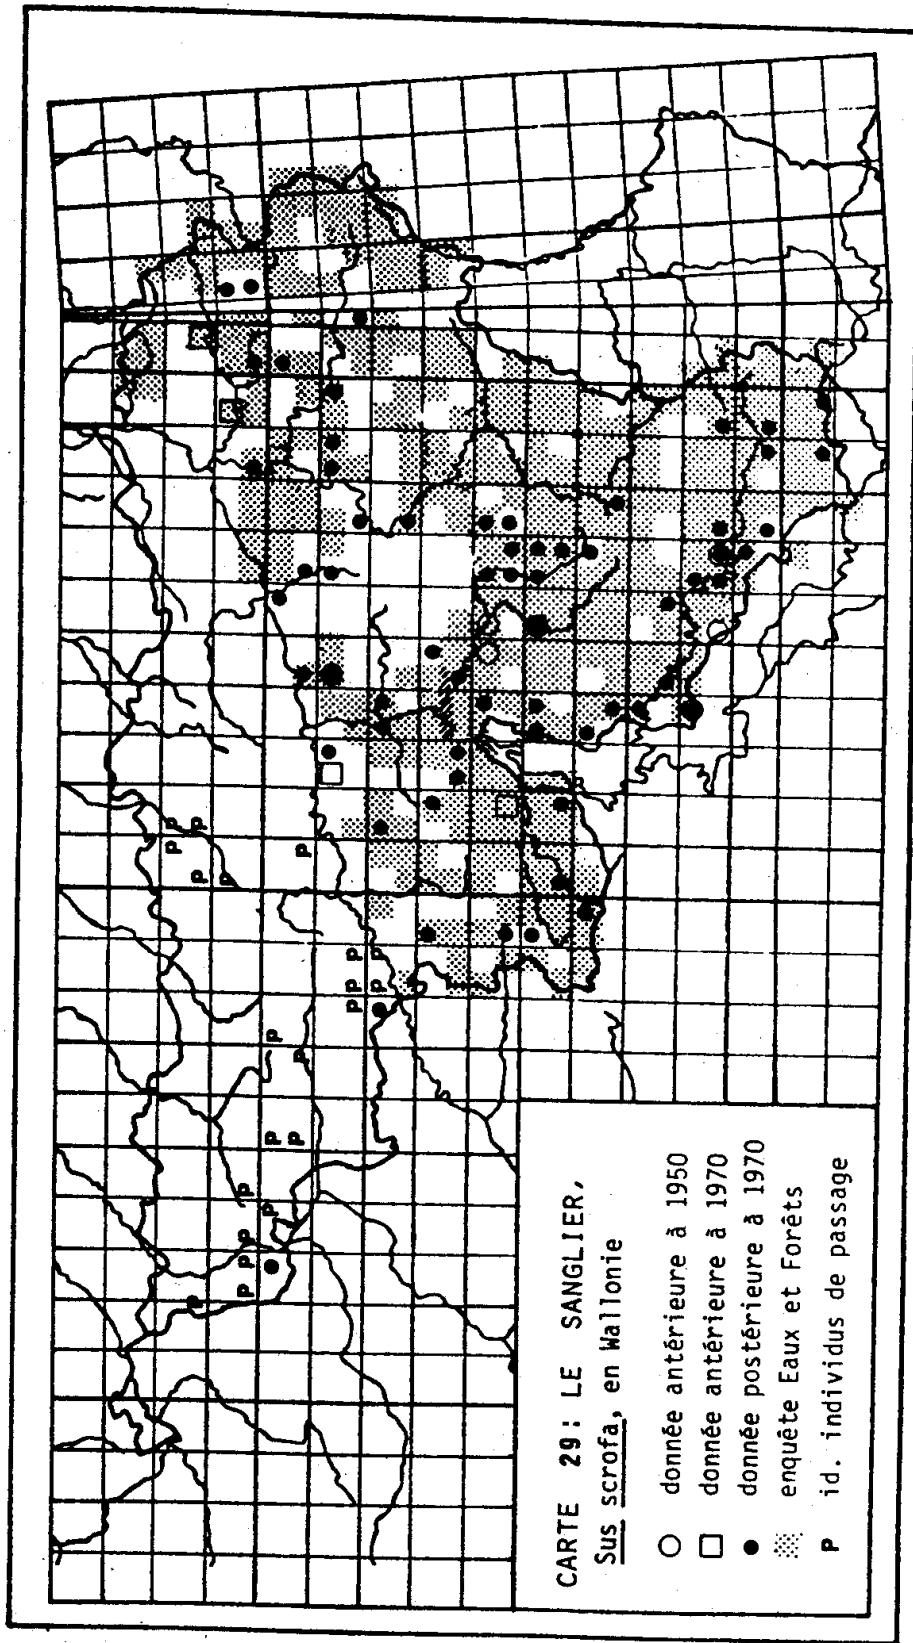 CARTE 29: LE SANGLIER,
Sus scrofa, en Wallonie
○ donnée antérieure à 1950
□ donnée antérieure à 1970
● donnée postérieure à 1970
enquête Eaux et Forêts
P id. individus de passage